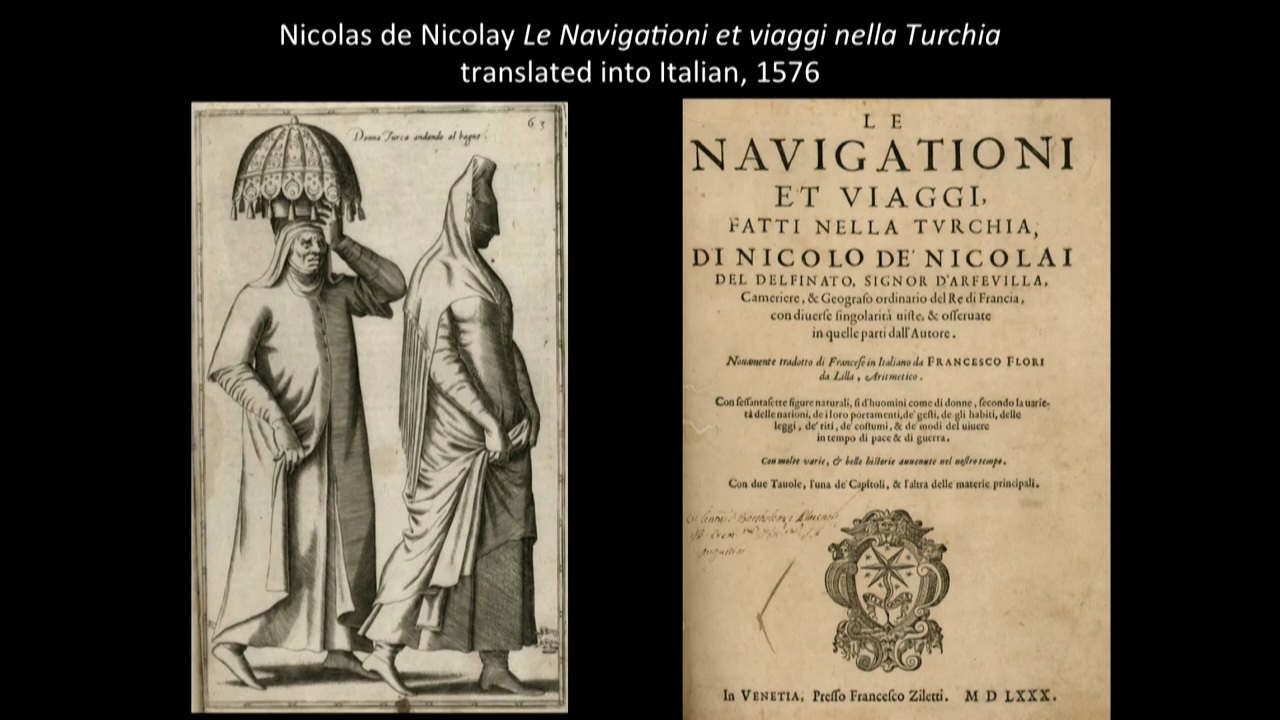 Nicolas de Nicolay Le Navigationi et viaggi nella Turchia
translated into Italian, 1576
Donna Turca andando al bagno.
63
LE
NAVIGATIONI
ET VIAGGI,
FATTI NELLA TVRCHIA,
DI NICOLO DE' NICOLAI
DEL DELFINATO, SIGNOR D'ARFEVILLA,
Cameriere, & Geografo ordinario del Re di Francia,
con diuerse singolarità uiste, & osseruate
in quelle parti dall'Autore.
Nouamente tradotto di Francese in Italiano da FRANCESCO FLORI
da Lilla, Aritmetico.
Con sessantasette figure naturali, sì d'huomini come di donne, secondo la uarie-
tà delle nationi, de i loro portamenti, de' gesti, de gli habiti, delle
leggi, de' riti, de' costumi, & de' modi del uiuere
in tempo di pace & di guerra.
Con molte varie, & belle historie auuenute nel nostro tempo.
Con due Tauole, l'una de' Capitoli, & l'altra delle materie principali.
In VENETIA, Presso Francesco Ziletti. M D LXXX.